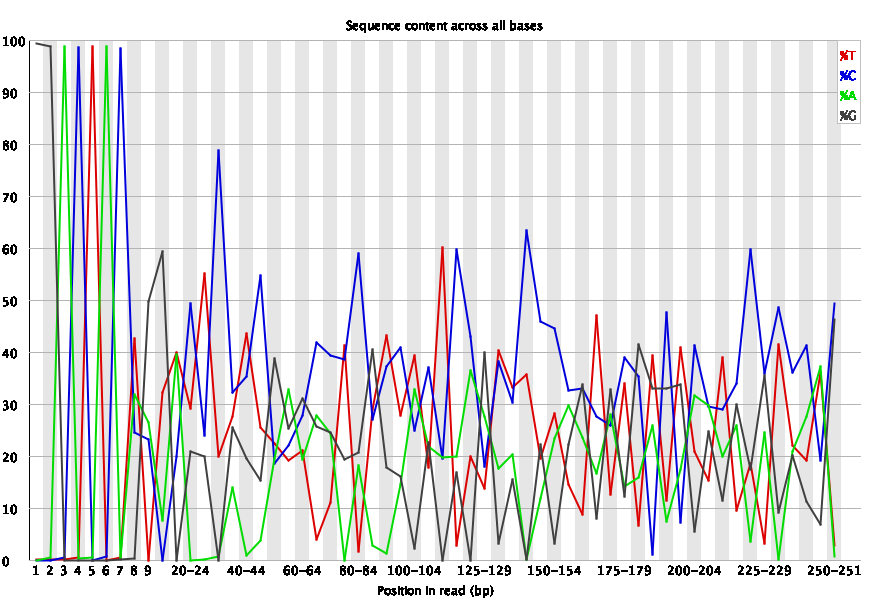 Sequence content across all bases
100
90
80
70
60
50
40
30
20
10
0
%T
%C
%A
%G
1 2 3 4 5 6 7 8 9 20-24 40-44 60-64 80-84 100-104 125-129 150-154 175-179 200-204 225-229 250-251
Position in read (bp)